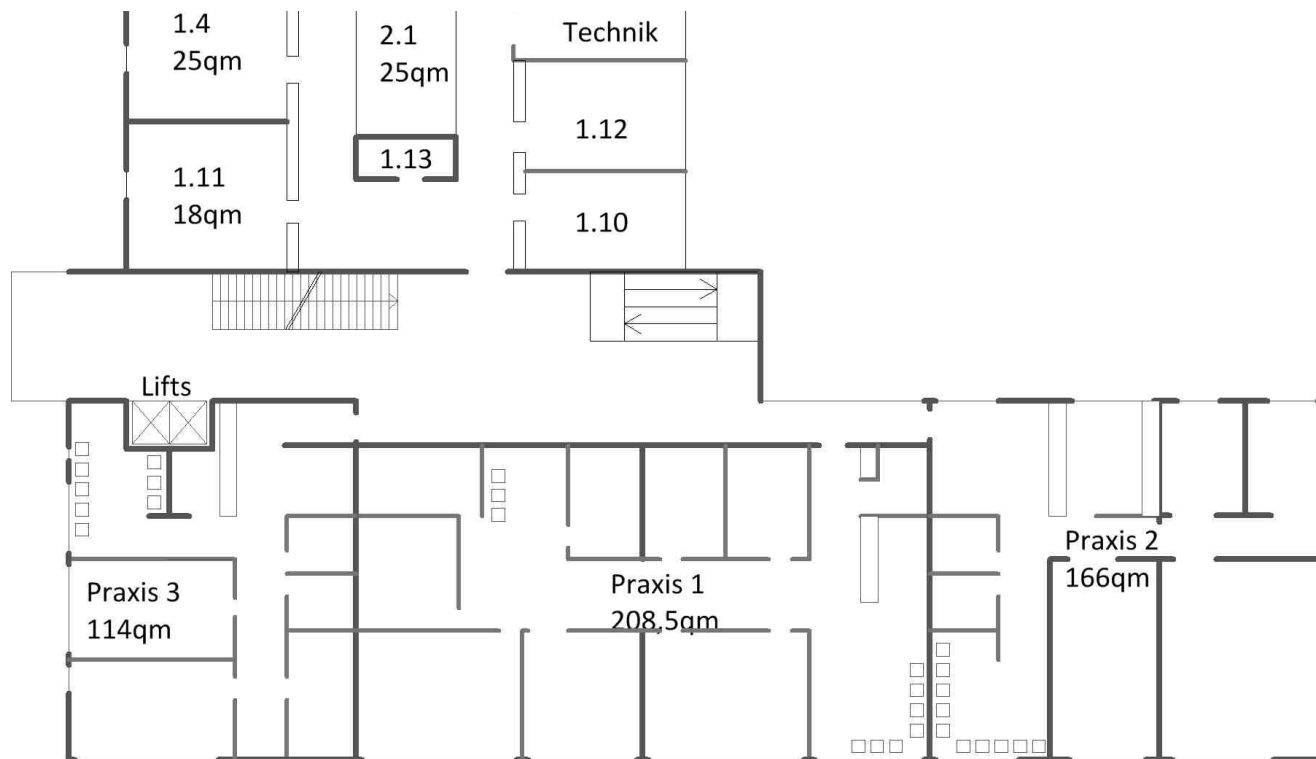 1.4
25qm
2.1
25qm
Technik
1.12
1.13
1.11
18qm
1.10
Lifts
Praxis 3
114qm
Praxis 1
208,5qm
Praxis 2
166qm